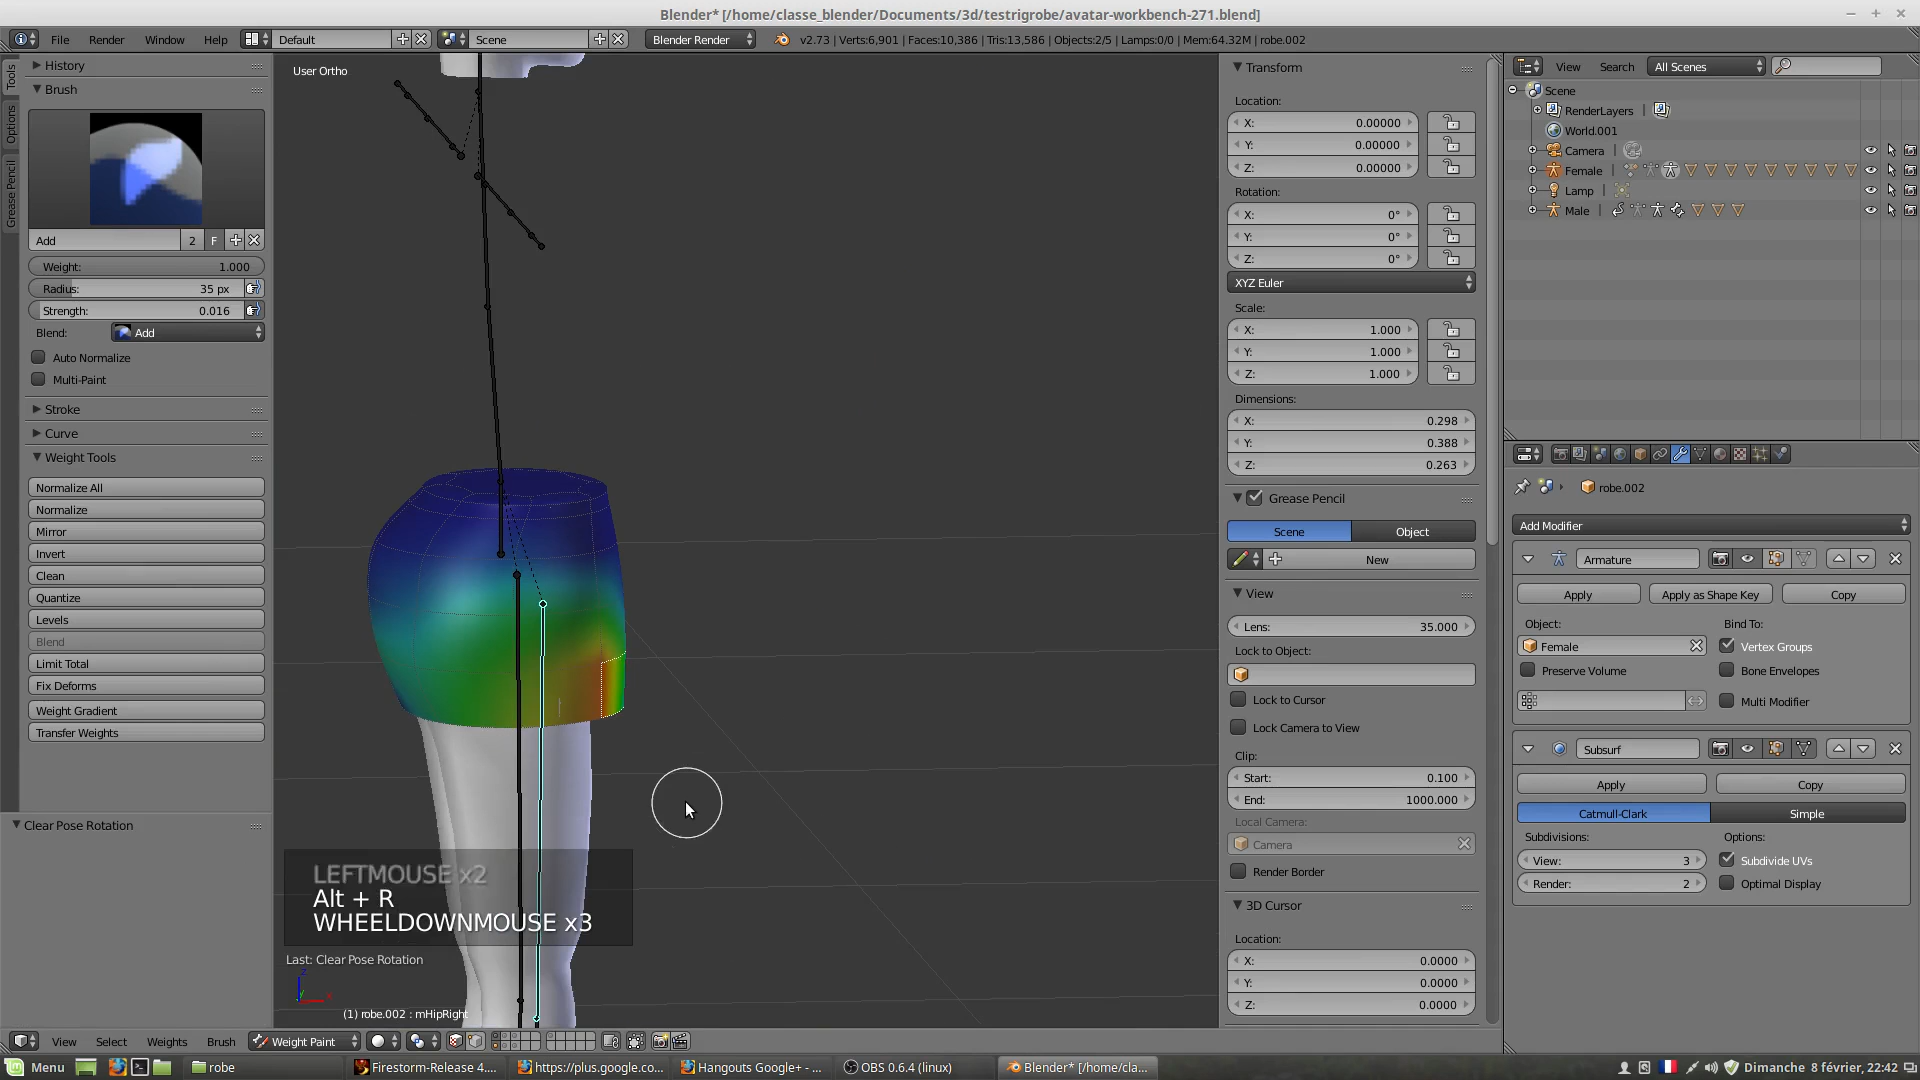 Blender* [/home/classe_blender/Documents/3d/testrigrobe/avatar-workbench-271.blend]
File Render Window Help Default Scene Blender Render v2.73 | Verts:6,901 | Faces:10,386 | Tris:13,586 | Objects:2/5 | Lamps:0/0 | Mem:64.32M | robe.002
Tools
Options
Grease Pencil
History
Brush
Add 2 F
Weight: 1.000
Radius: 35 px
Strength: 0.016
Blend: Add
Auto Normalize
Multi-Paint
Stroke
Curve
Weight Tools
Normalize All
Normalize
Mirror
Invert
Clean
Quantize
Levels
Blend
Limit Total
Fix Deforms
Weight Gradient
Transfer Weights
Clear Pose Rotation
User Ortho
LEFTMOUSE x2
Alt + R
WHEELDOWNMOUSE x3
Last: Clear Pose Rotation
z
x
(1) robe.002 : mHipRight
Transform
Location:
X: 0.00000
Y: 0.00000
Z: 0.00000
Rotation:
X: 0°
Y: 0°
Z: 0°
XYZ Euler
Scale:
X: 1.000
Y: 1.000
Z: 1.000
Dimensions:
X: 0.298
Y: 0.388
Z: 0.263
Grease Pencil
Scene Object
New
View
Lens: 35.000
Lock to Object:
Lock to Cursor
Lock Camera to View
Clip:
Start: 0.100
End: 1000.000
Local Camera:
Camera
Render Border
3D Cursor
Location:
X: 0.0000
Y: 0.0000
Z: 0.0000
View Search All Scenes
Scene
RenderLayers |
World.001
Camera |
Female
Lamp |
Male |
robe.002
Add Modifier
Armature
Apply Apply as Shape Key Copy
Object: Bind To:
Female Vertex Groups
Preserve Volume Bone Envelopes
Multi Modifier
Subsurf
Apply Copy
Catmull-Clark Simple
Subdivisions: Options:
View: 3 Subdivide UVs
Render: 2 Optimal Display
View Select Weights Brush Weight Paint
Menu robe Firestorm-Release 4.... https://plus.google.co... Hangouts Google+ - ... OBS 0.6.4 (linux) Blender* [/home/cla... Dimanche 8 février, 22:42